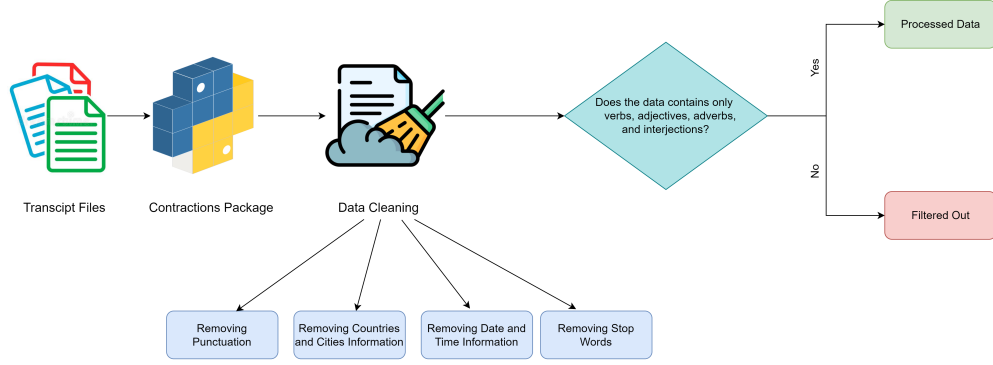 Processed Data
Yes
Does the data contains only
verbs, adjectives, adverbs,
and interjections?
No
Transcipt Files
Contractions Package
Data Cleaning
Filtered Out
Removing
Punctuation
Removing Countries
and Cities Information
Removing Date and
Time Information
Removing Stop
Words